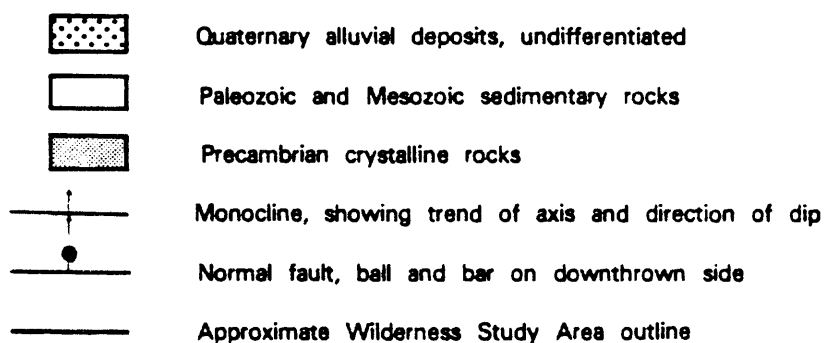 Quaternary alluvial deposits, undifferentiated
Paleozoic and Mesozoic sedimentary rocks
Precambrian crystalline rocks
Monocline, showing trend of axis and direction of dip
Normal fault, ball and bar on downthrown side
Approximate Wilderness Study Area outline